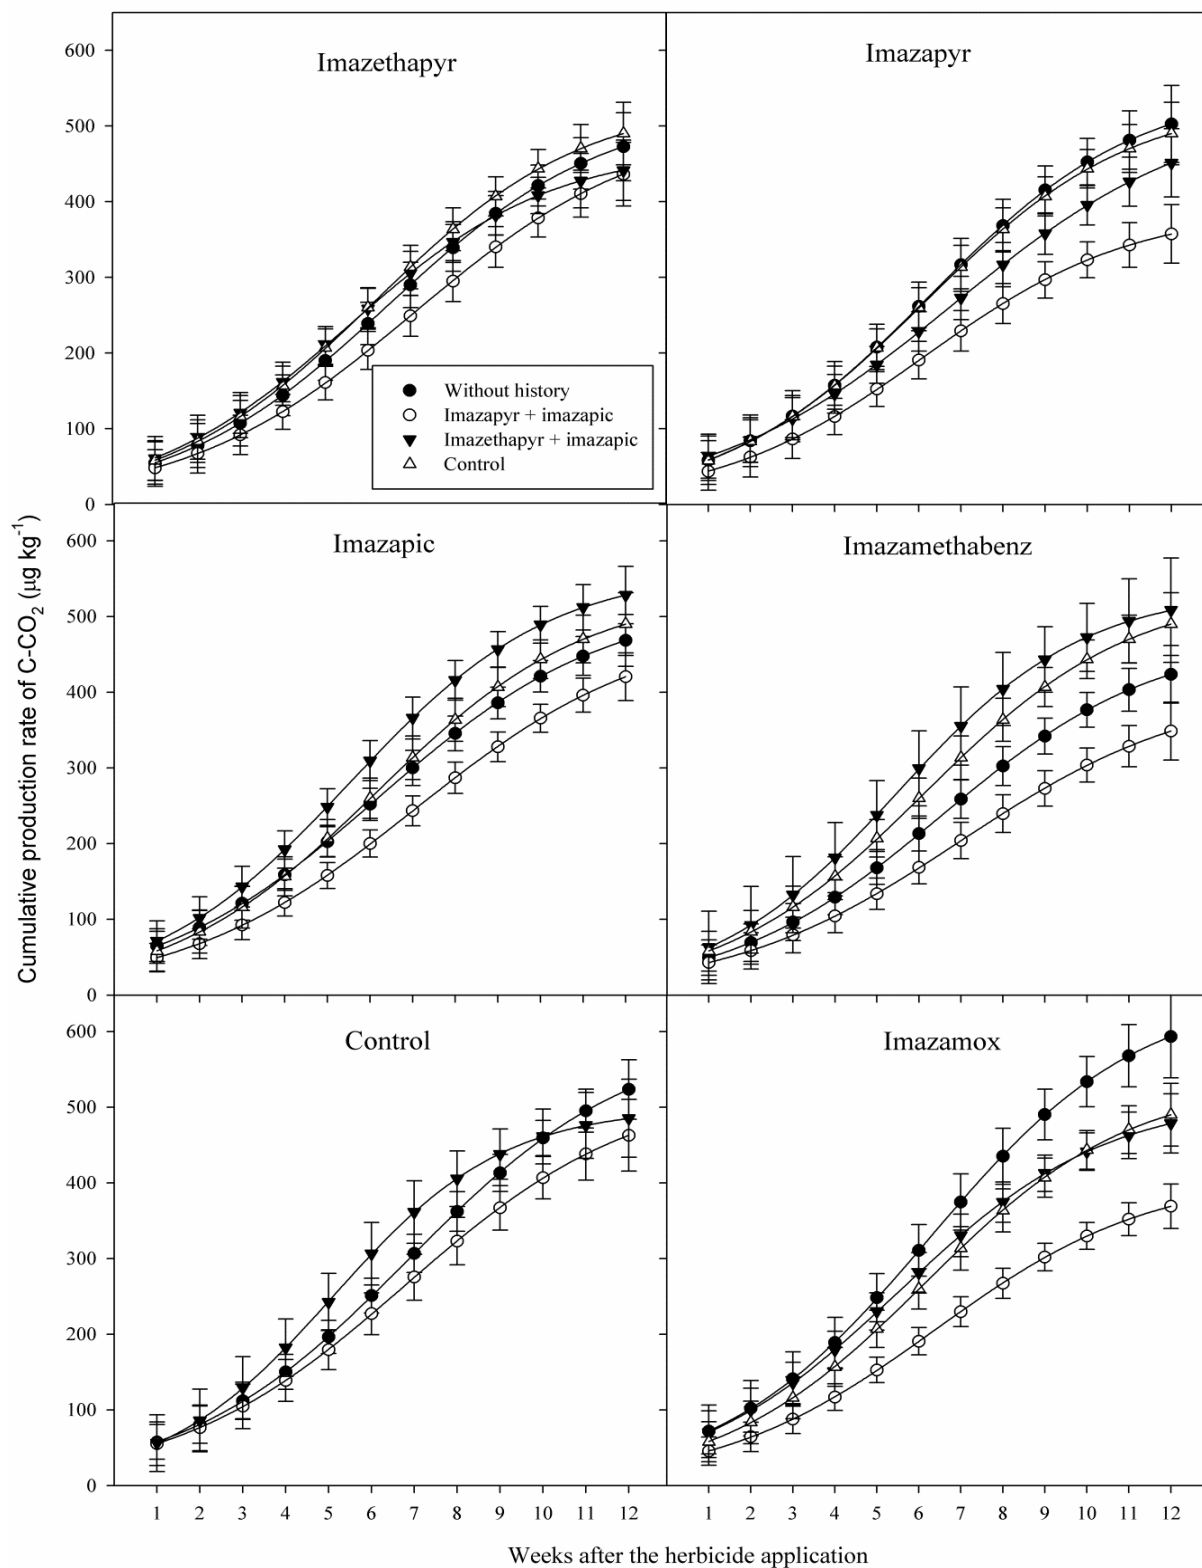 Imazethapyr
Imazapyr
600
500
400
300
200
100
0
Without history
Imazapyr + imazapic
Imazethapyr + imazapic
Control
Imazapic
Imazamethabenz
600
500
400
300
200
100
0
Control
Imazamox
600
500
400
300
200
100
0
1 2 3 4 5 6 7 8 9 10 11 12
1 2 3 4 5 6 7 8 9 10 11 12
Cumulative production rate of C-CO₂ (µg kg⁻¹)
Weeks after the herbicide application